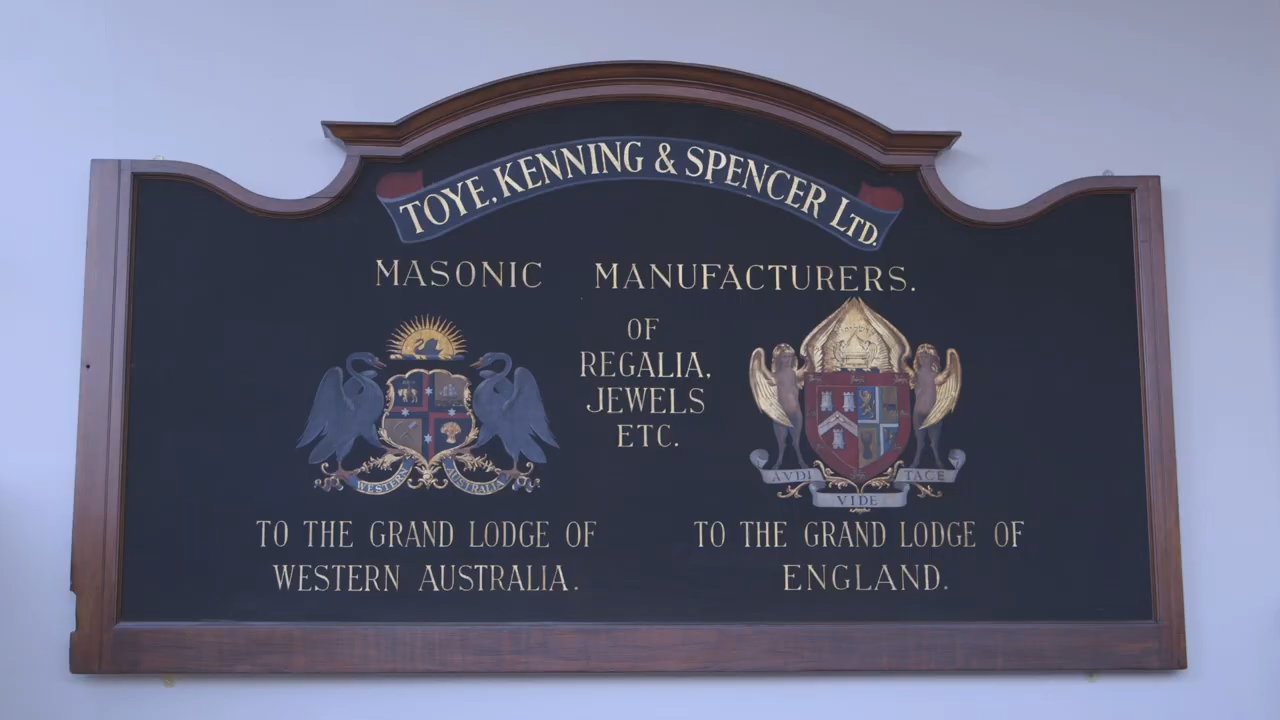 TOYE, KENNING & SPENCER LTD.
MASONIC MANUFACTURERS.
OF
REGALIA,
JEWELS
ETC.
WESTERN AUSTRALIA
AVDI VIDE TACE
TO THE GRAND LODGE OF
WESTERN AUSTRALIA.
TO THE GRAND LODGE OF
ENGLAND.